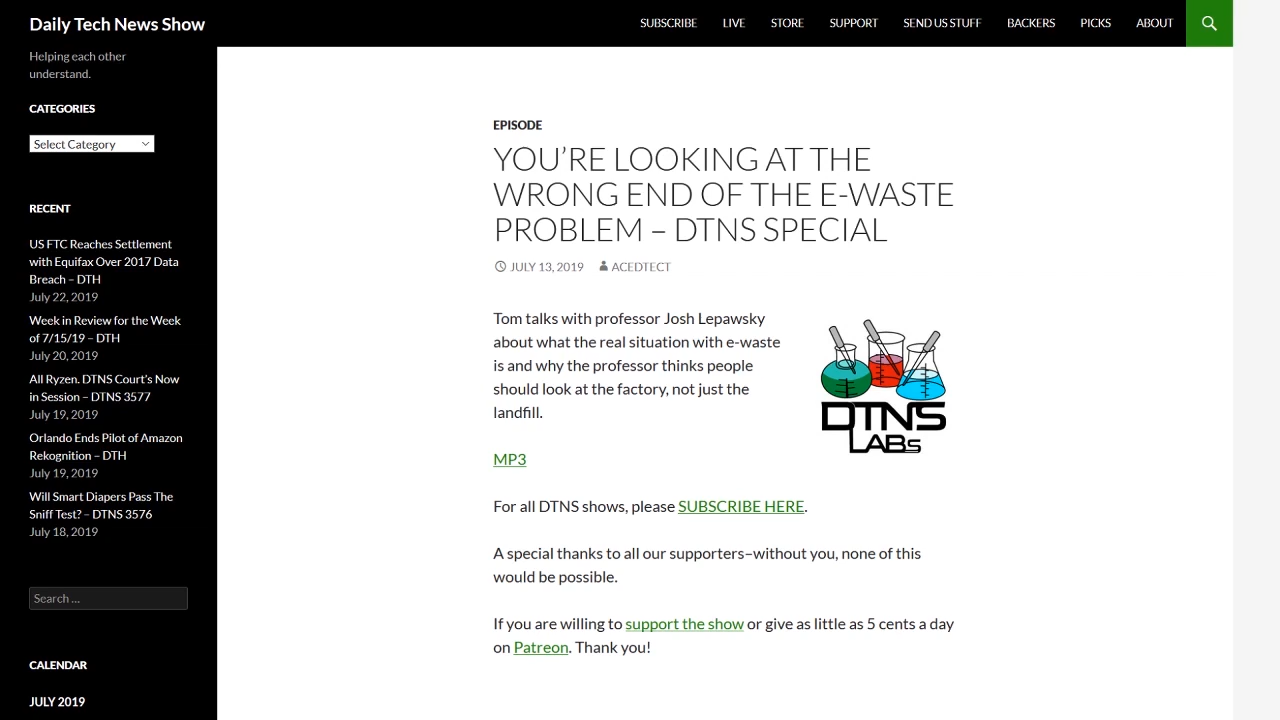 Daily Tech News Show
SUBSCRIBE
LIVE
STORE
SUPPORT
SEND US STUFF
BACKERS
PICKS
ABOUT
Helping each other
understand.
CATEGORIES
Select Category
RECENT
US FTC Reaches Settlement
with Equifax Over 2017 Data
Breach – DTH
July 22, 2019
Week in Review for the Week
of 7/15/19 – DTH
July 20, 2019
All Ryzen. DTNS Court’s Now
in Session – DTNS 3577
July 19, 2019
Orlando Ends Pilot of Amazon
Rekognition – DTH
July 19, 2019
Will Smart Diapers Pass The
Sniff Test? – DTNS 3576
July 18, 2019
Search …
CALENDAR
JULY 2019
EPISODE
YOU’RE LOOKING AT THE
WRONG END OF THE E-WASTE
PROBLEM – DTNS SPECIAL
JULY 13, 2019 ACEDTECT
Tom talks with professor Josh Lepawsky
about what the real situation with e-waste
is and why the professor thinks people
should look at the factory, not just the
landfill.
DTNS
LABs
MP3
For all DTNS shows, please SUBSCRIBE HERE.
A special thanks to all our supporters–without you, none of this
would be possible.
If you are willing to support the show or give as little as 5 cents a day
on Patreon. Thank you!